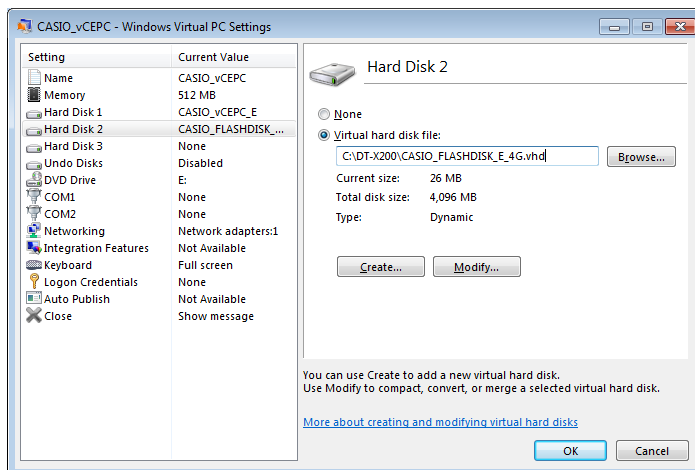 CASIO_vCEPC - Windows Virtual PC Settings
Setting Current Value
Name CASIO_vCEPC
Memory 512 MB
Hard Disk 1 CASIO_vCEPC_E
Hard Disk 2 CASIO_FLASHDISK_...
Hard Disk 3 None
Undo Disks Disabled
DVD Drive E:
COM1 None
COM2 None
Networking Network adapters:1
Integration Features Not Available
Keyboard Full screen
Logon Credentials None
Auto Publish Not Available
Close Show message
Hard Disk 2
None
Virtual hard disk file:
C:\DT-X200\CASIO_FLASHDISK_E_4G.vhd
Browse...
Current size: 26 MB
Total disk size: 4,096 MB
Type: Dynamic
Create... Modify...
You can use Create to add a new virtual hard disk.
Use Modify to compact, convert, or merge a selected virtual hard disk.
More about creating and modifying virtual hard disks
OK Cancel